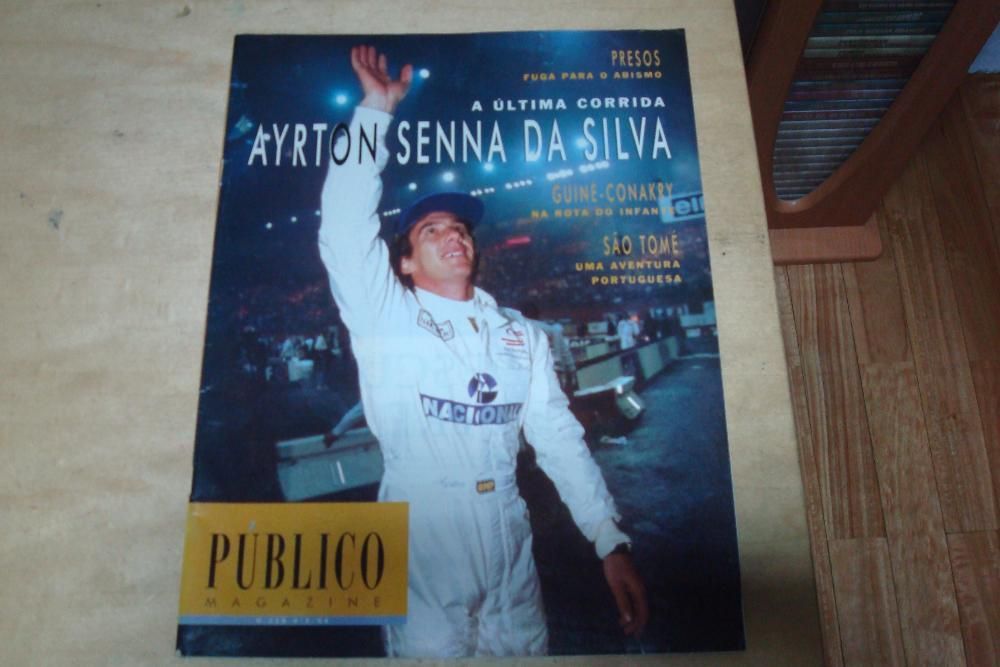 PRESOS
FUGA PARA O ABISMO
A ÚLTIMA CORRIDA
AYRTON SENNA DA SILVA
GUINÉ-CONAKRY
NA ROTA DO INFANTE
SÃO TOMÉ
UMA AVENTURA
PORTUGUESA
NACIONAL
PÚBLICO
MAGAZINE